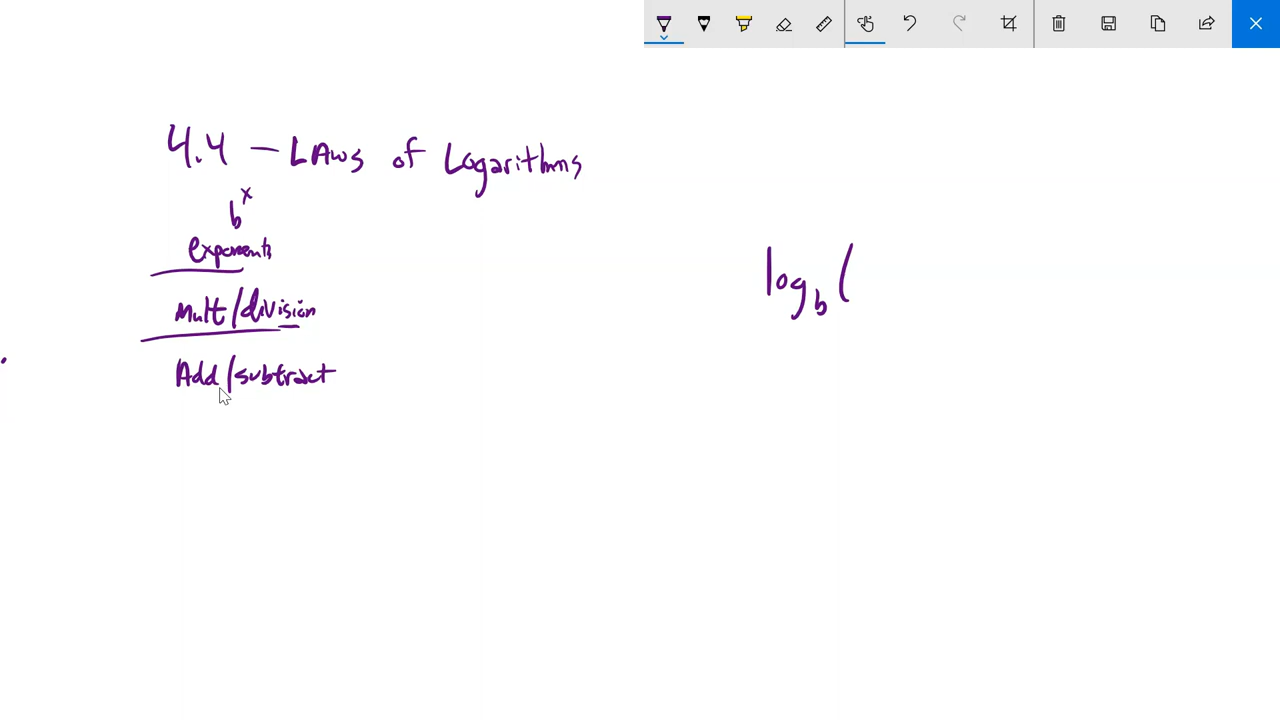 4.4 – LAws of Logarithms
b^x
exponents
Mult/division
Add/subtract
log_b (